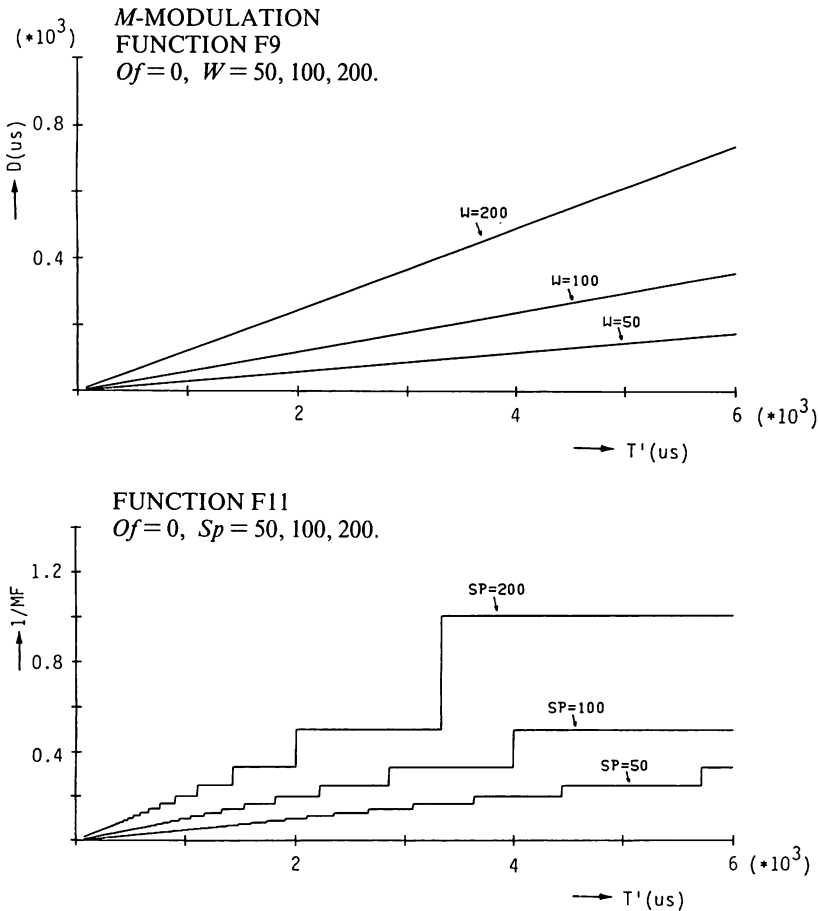 M-MODULATION
FUNCTION F9
Of = 0, W = 50, 100, 200.
(*10³)
D(us)
0.8
0.4
W=200
W=100
W=50
2 4 6 (*10³)
T'(us)
FUNCTION F11
Of = 0, Sp = 50, 100, 200.
1/MF
1.2
0.8
0.4
SP=200
SP=100
SP=50
2 4 6 (*10³)
T'(us)